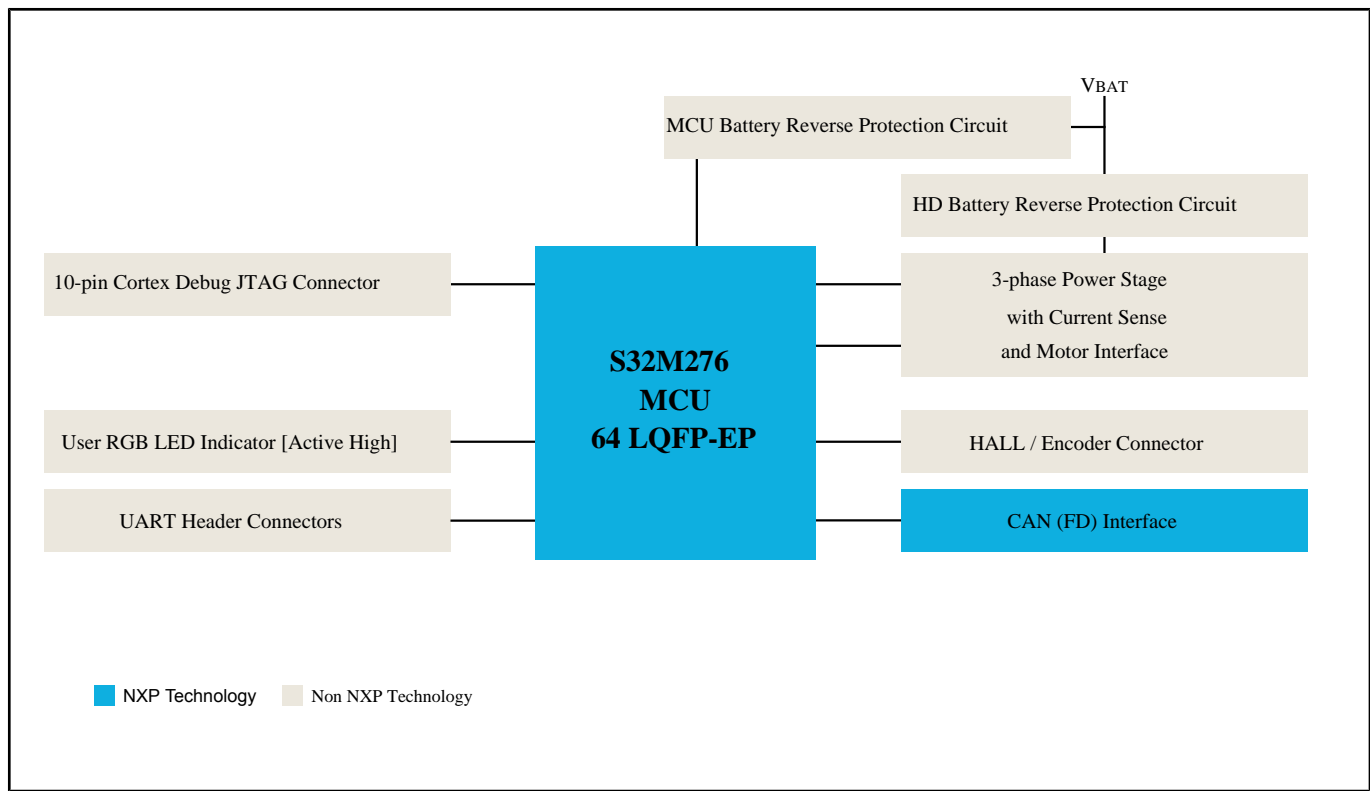 VBAT
MCU Battery Reverse Protection Circuit
HD Battery Reverse Protection Circuit
10-pin Cortex Debug JTAG Connector
3-phase Power Stage
with Current Sense
and Motor Interface
S32M276
MCU
64 LQFP-EP
User RGB LED Indicator [Active High]
HALL / Encoder Connector
UART Header Connectors
CAN (FD) Interface
NXP Technology
Non NXP Technology